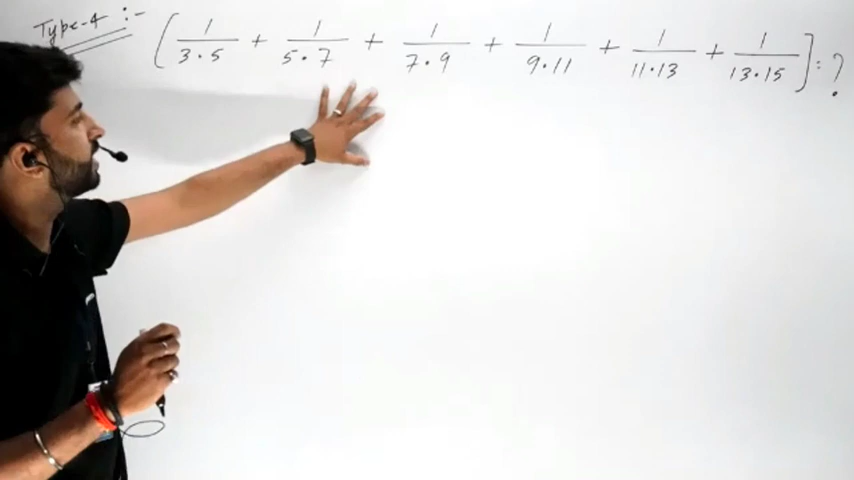 Type-4 :-
(1/3·5 + 1/5·7 + 1/7·9 + 1/9·11 + 1/11·13 + 1/13·15] = ?